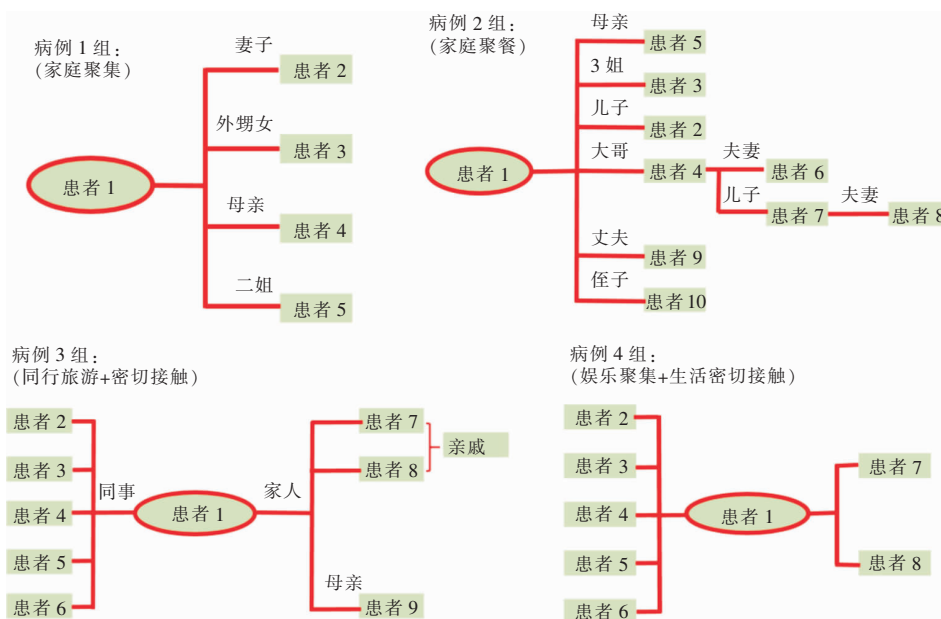 病例 1 组：
（家庭聚集）
妻子
患者 2
外甥女
患者 3
患者 1
母亲
患者 4
二姐
患者 5
病例 2 组：
（家庭聚餐）
母亲
患者 5
3 姐
患者 3
儿子
患者 2
患者 1
大哥
患者 4
夫妻
患者 6
儿子
患者 7
夫妻
患者 8
丈夫
患者 9
侄子
患者 10
病例 3 组：
（同行旅游+密切接触）
患者 2
患者 3
患者 4
患者 5
患者 6
同事
患者 1
家人
患者 7
患者 8
亲戚
母亲
患者 9
病例 4 组：
（娱乐聚集+生活密切接触）
患者 2
患者 3
患者 4
患者 5
患者 6
患者 1
患者 7
患者 8